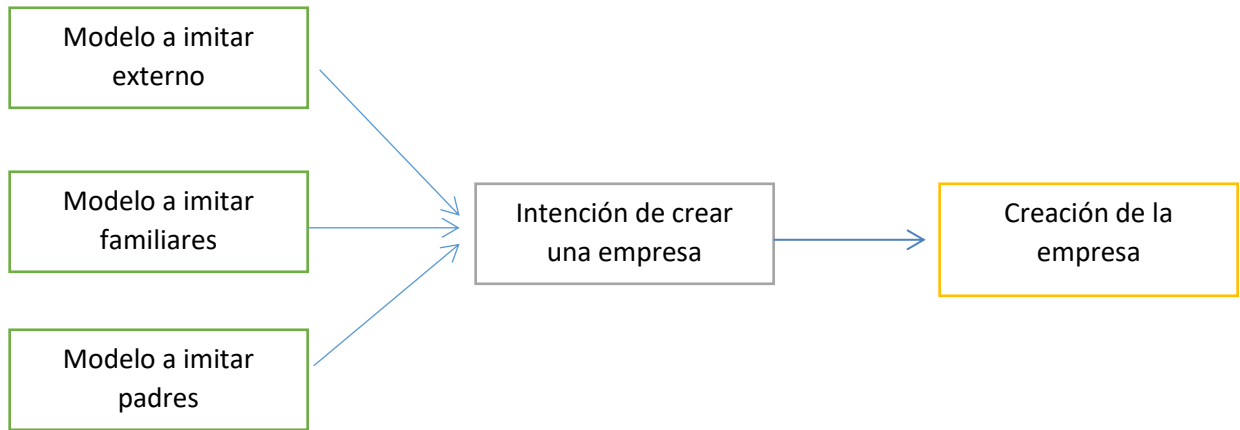 Modelo a imitar
externo
Modelo a imitar
familiares
Modelo a imitar
padres
Intención de crear
una empresa
Creación de la
empresa